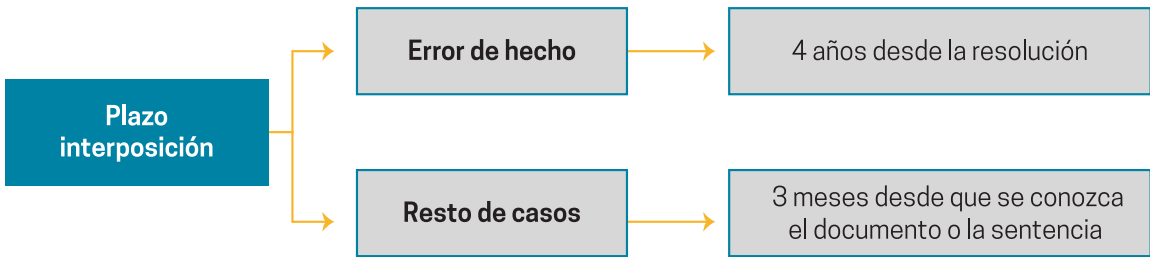 Plazo
interposición
Error de hecho
4 años desde la resolución
Resto de casos
3 meses desde que se conozca
el documento o la sentencia